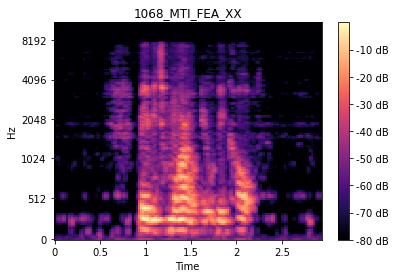 1068_MTI_FEA_XX
8192
4096
2048
1024
512
0
Hz
0
0.5
1
1.5
2
2.5
Time
-10 dB
-20 dB
-30 dB
-40 dB
-50 dB
-60 dB
-70 dB
-80 dB